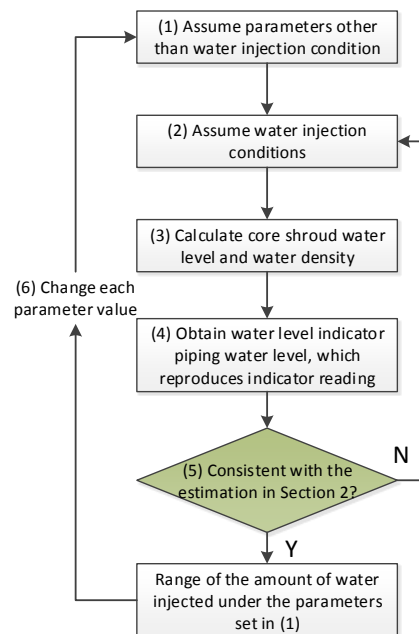 (1) Assume parameters other
than water injection condition
(2) Assume water injection
conditions
(3) Calculate core shroud water
level and water density
(6) Change each
parameter value
(4) Obtain water level indicator
piping water level, which
reproduces indicator reading
(5) Consistent with the
estimation in Section 2?
N
Y
Range of the amount of water
injected under the parameters
set in (1)